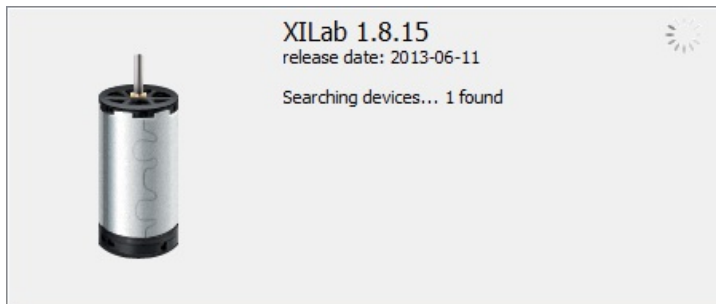 XILab 1.8.15
release date: 2013-06-11
Searching devices... 1 found